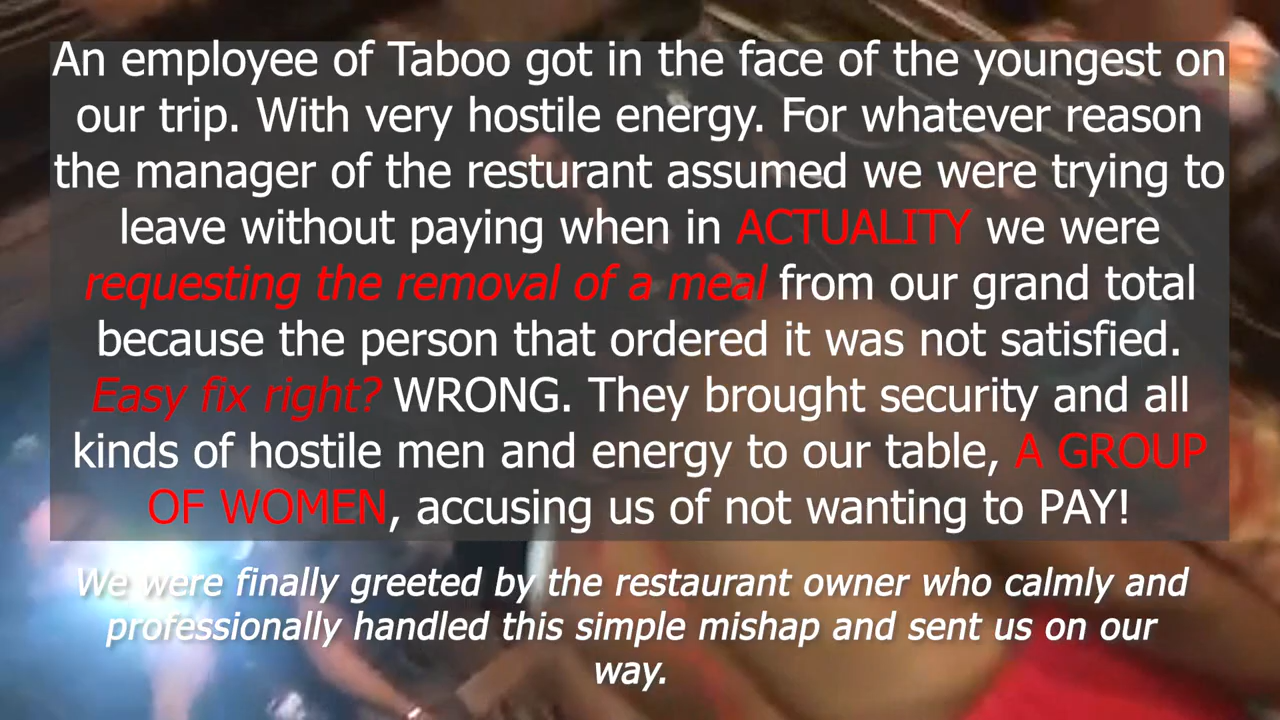 An employee of Taboo got in the face of the youngest on
our trip. With very hostile energy. For whatever reason
the manager of the resturant assumed we were trying to
leave without paying when in ACTUALITY we were
requesting the removal of a meal from our grand total
because the person that ordered it was not satisfied.
Easy fix right? WRONG. They brought security and all
kinds of hostile men and energy to our table, A GROUP
OF WOMEN, accusing us of not wanting to PAY!
We were finally greeted by the restaurant owner who calmly and
professionally handled this simple mishap and sent us on our
way.